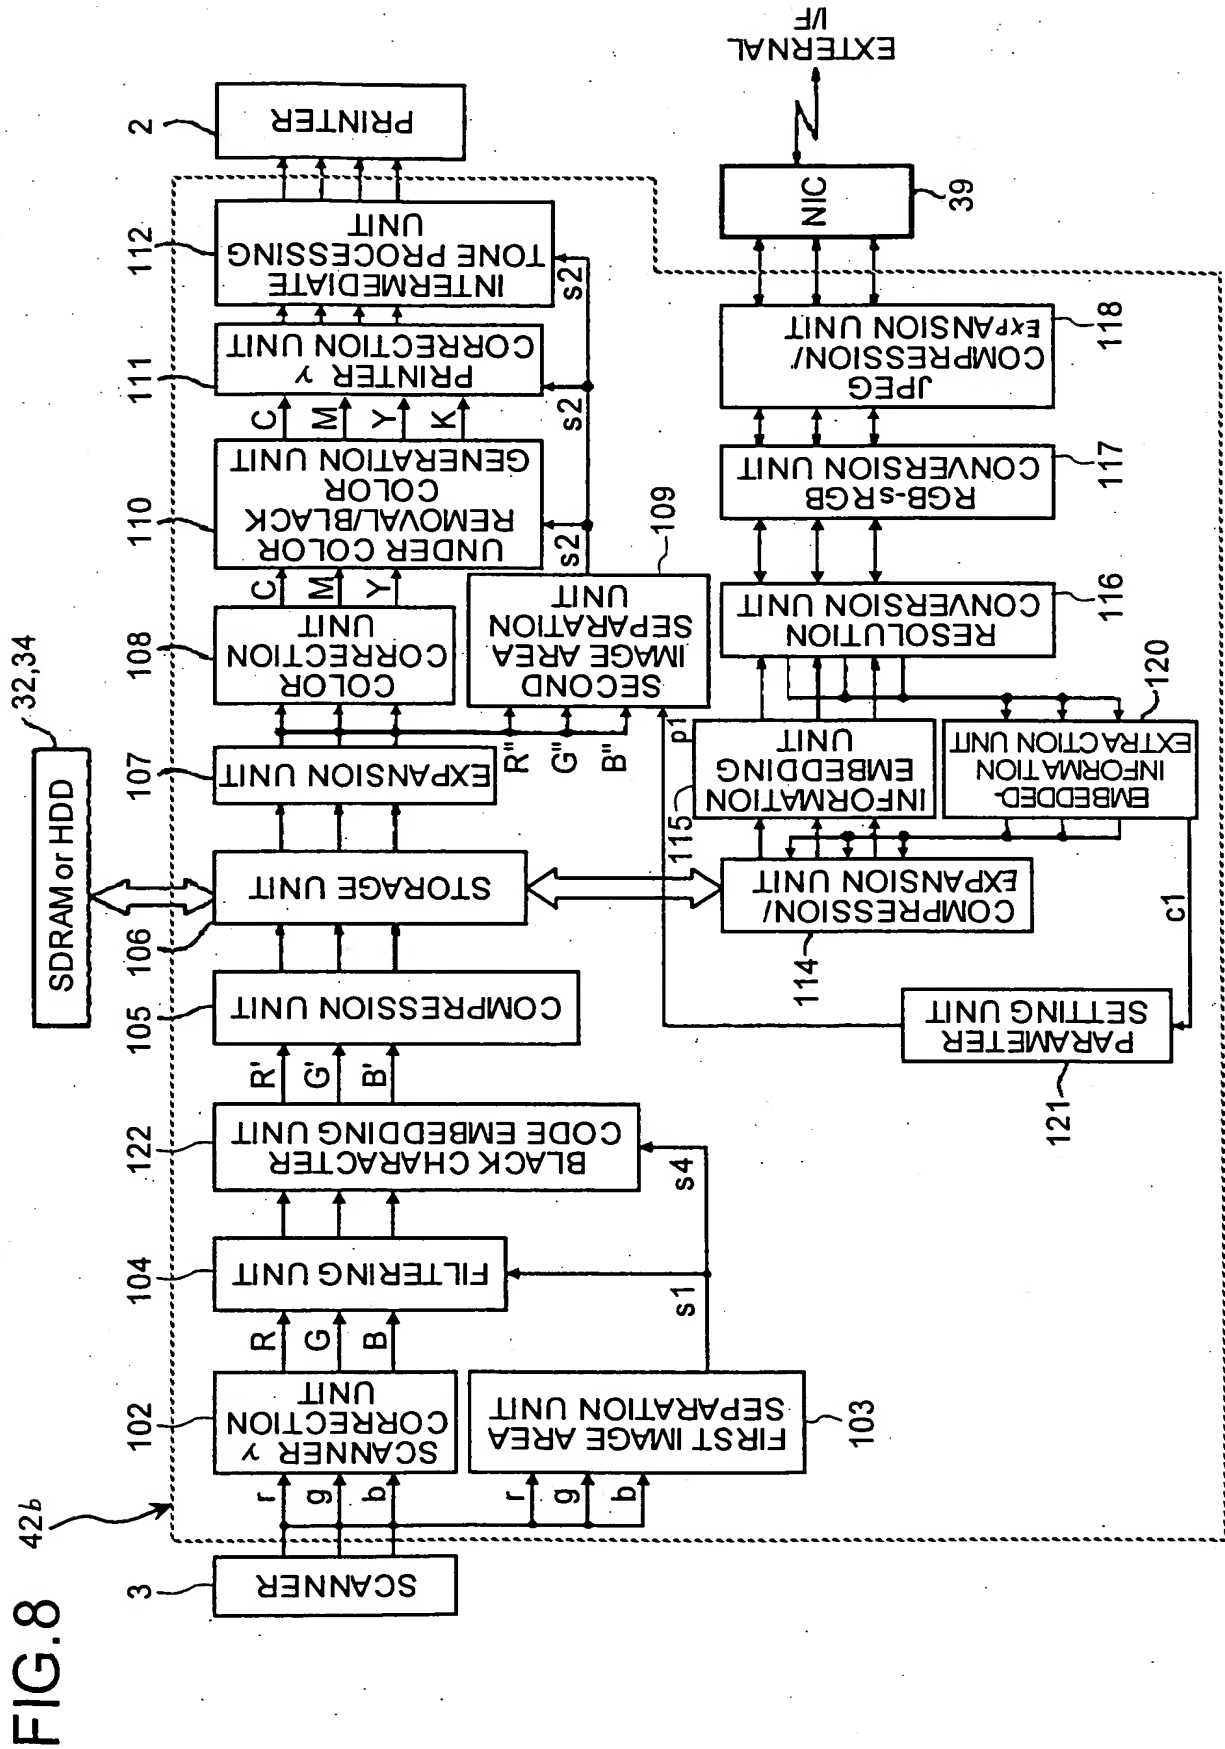 FIG.8
42b
32,34
SDRAM or HDD
3
SCANNER
r
g
b
102
SCANNER γ
CORRECTION
UNIT
R
G
B
104
FILTERING UNIT
122
BLACK CHARACTER
CODE EMBEDDING UNIT
R'
G'
B'
105
COMPRESSION UNIT
106
STORAGE UNIT
107
EXPANSION UNIT
108
COLOR
CORRECTION
UNIT
C
M
Y
110
UNDER COLOR
REMOVAL/BLACK
COLOR
GENERATION UNIT
C
M
Y
K
111
PRINTER γ
CORRECTION UNIT
112
INTERMEDIATE
TONE PROCESSING
UNIT
2
PRINTER
r
g
b
FIRST IMAGE AREA
SEPARATION UNIT
103
s1
s4
R"
G"
B"
SECOND
IMAGE AREA
SEPARATION
UNIT
109
s2
s2
s2
p1
PARAMETER
SETTING UNIT
121
c1
COMPRESSION/
EXPANSION UNIT
114
115
INFORMATION
EMBEDDING
UNIT
EMBEDDED-
INFORMATION
EXTRACTION UNIT
120
RESOLUTION
CONVERSION UNIT
116
RGB-sRGB
CONVERSION UNIT
117
JPEG
COMPRESSION/
EXPANSION UNIT
118
NIC
39
EXTERNAL
I/F